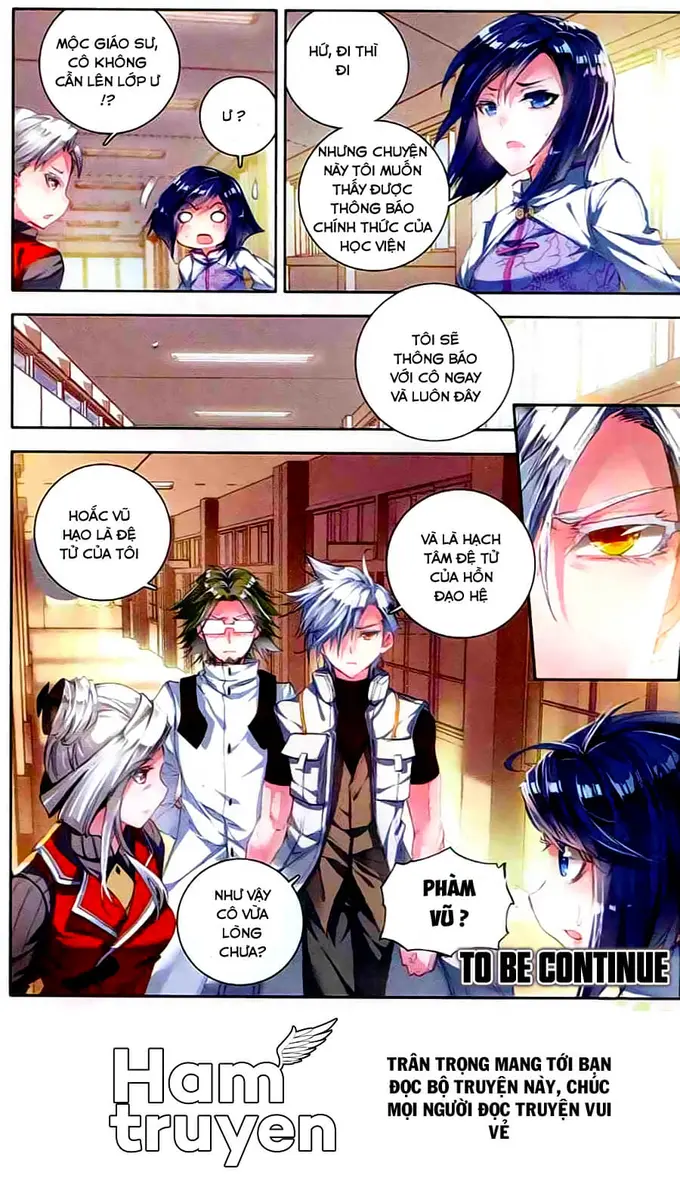 MỘC GIÁO SƯ,
CÔ KHÔNG
CẦN LÊN LỚP Ư
!?
Ư ?
HỨ, ĐI THÌ
ĐI
NHƯNG CHUYỆN
NÀY TÔI MUỐN
THẤY ĐƯỢC
THÔNG BÁO
CHÍNH THỨC CỦA
HỌC VIỆN
TÔI SẼ
THÔNG BÁO
VỚI CÔ NGAY
VÀ LUÔN ĐÂY
HOẮC VŨ
HẠO LÀ ĐỆ
TỬ CỦA TÔI
VÀ LÀ HẠCH
TÂM ĐỆ TỬ
CỦA HỒN
ĐẠO HỆ
NHƯ VẬY
CÔ VỪA
LÒNG
CHƯA?
PHÀM
VŨ ?
TO BE CONTINUE
Ham
truyen
TRÂN TRỌNG MANG TỚI BẠN
ĐỌC BỘ TRUYỆN NÀY, CHÚC
MỌI NGƯỜI ĐỌC TRUYỆN VUI
VẺ